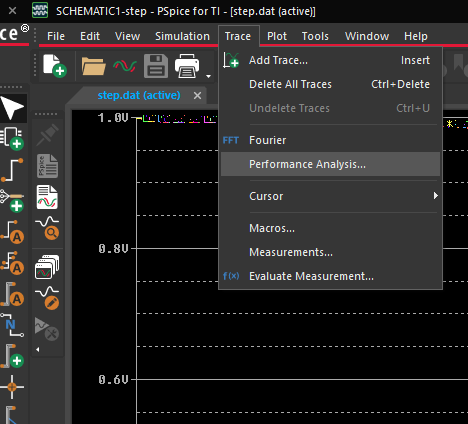 SCHEMATIC1-step - PSpice for TI - [step.dat (active)]
ce® File Edit View Simulation Trace Plot Tools Window Help
Add Trace... Insert
Delete All Traces Ctrl+Delete
Undelete Traces Ctrl+U
FFT Fourier
Performance Analysis...
Cursor
Macros...
Measurements...
f(x) Evaluate Measurement...
step.dat (active)
1.0V
0.8V
0.6V
A
A
N